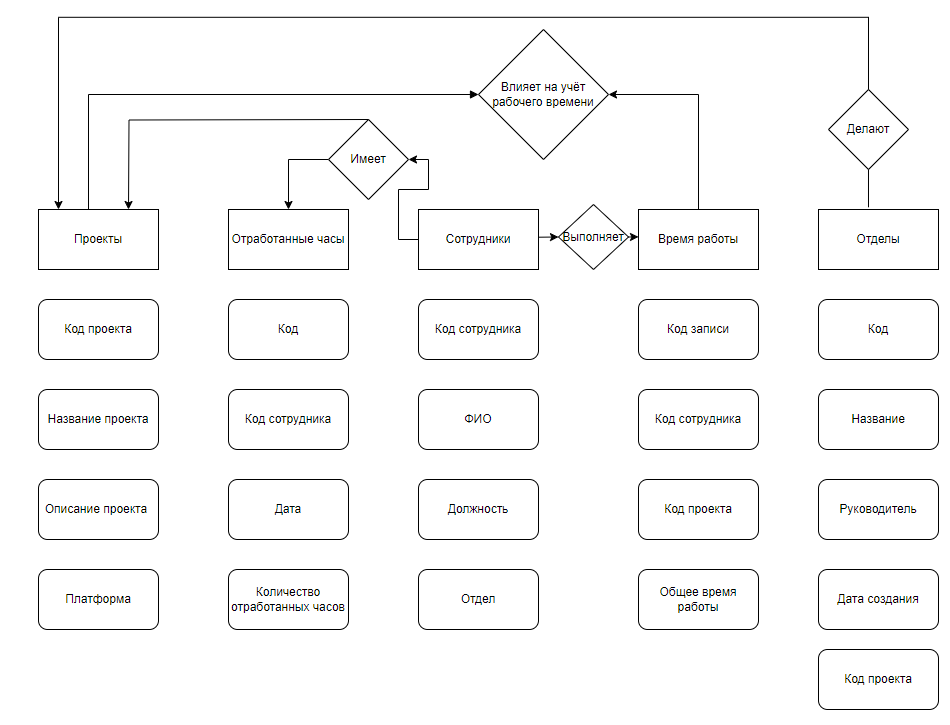 Влияет на учёт
рабочего времени
Делают
Имеет
Проекты
Отработанные часы
Сотрудники
Выполняет
Время работы
Отделы
Код проекта
Код
Код сотрудника
Код записи
Код
Название проекта
Код сотрудника
ФИО
Код сотрудника
Название
Описание проекта
Дата
Должность
Код проекта
Руководитель
Платформа
Количество
отработанных часов
Отдел
Общее время
работы
Дата создания
Код проекта